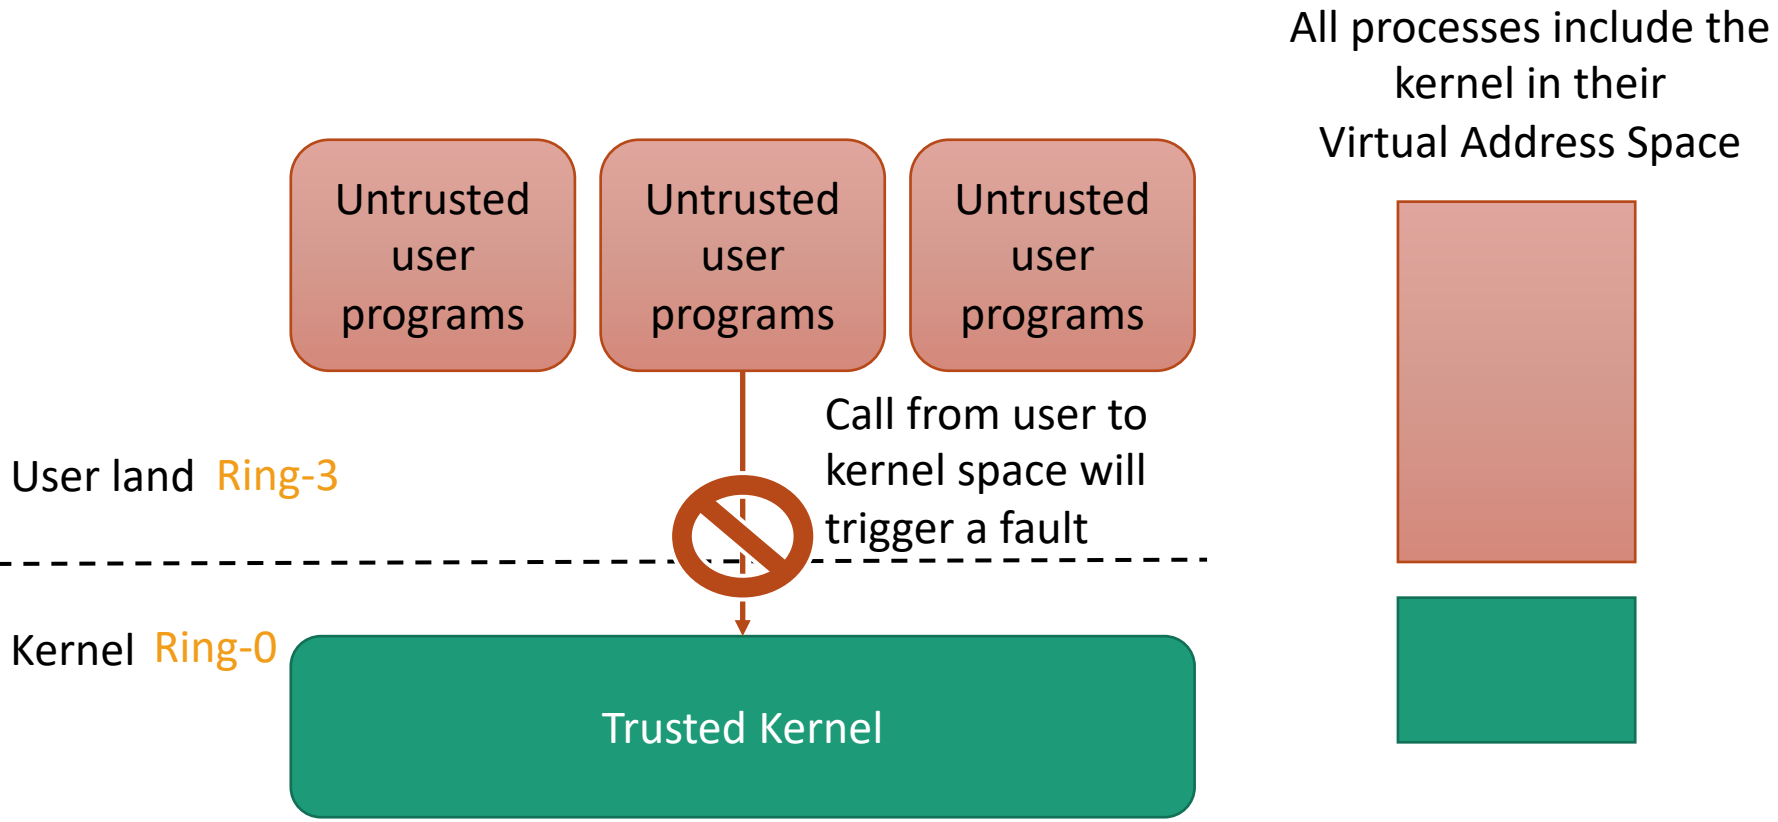 All processes include the
kernel in their
Virtual Address Space
Untrusted
user
programs
Untrusted
user
programs
Untrusted
user
programs
Call from user to
kernel space will
trigger a fault
User land Ring-3
Kernel Ring-0
Trusted Kernel